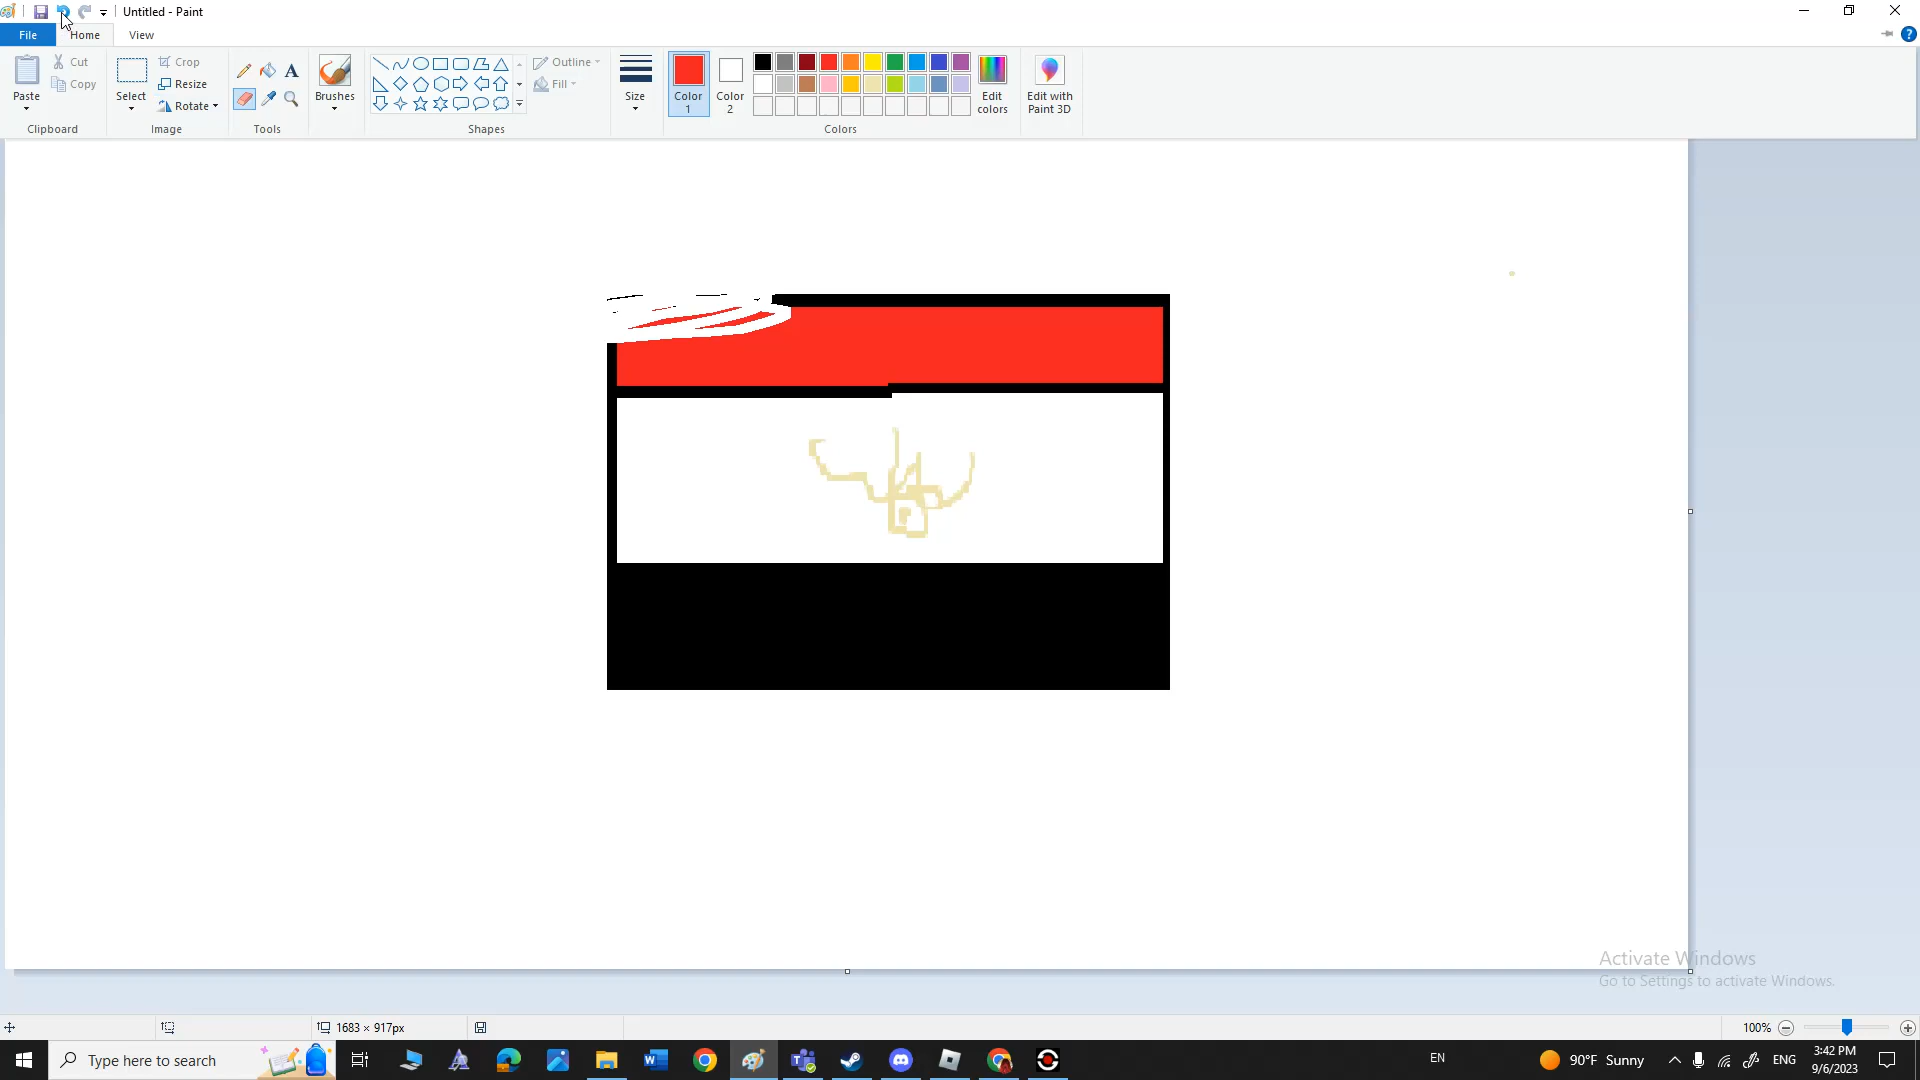 Untitled - Paint
File
Home
View
Paste
Cut
Copy
Clipboard
Select
Crop
Resize
Rotate
Image
A
Tools
Brushes
Shapes
Outline
Fill
Size
Color 1
Color 2
Colors
Edit colors
Edit with Paint 3D
?
Activate Windows
Go to Settings to activate Windows.
1683 × 917px
100%
Type here to search
EN
90°F Sunny
ENG
3:42 PM
9/6/2023